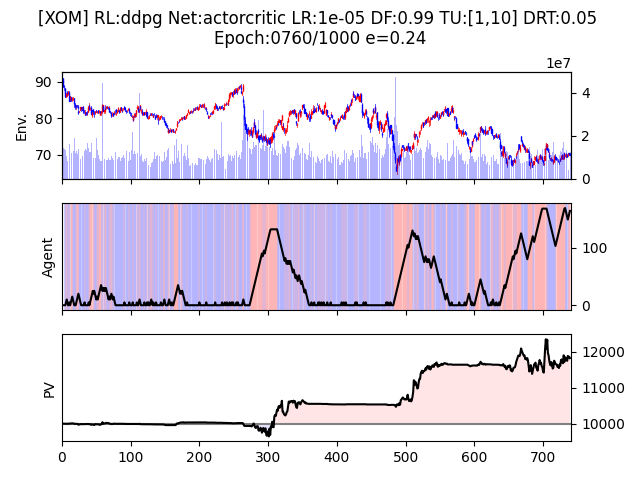 [XOM] RL:ddpg Net:actorcritic LR:1e-05 DF:0.99 TU:[1,10] DRT:0.05
Epoch:0760/1000 e=0.24
1e7
90
80
70
Env.
4
2
0
Agent
100
0
PV
12000
11000
10000
0 100 200 300 400 500 600 700